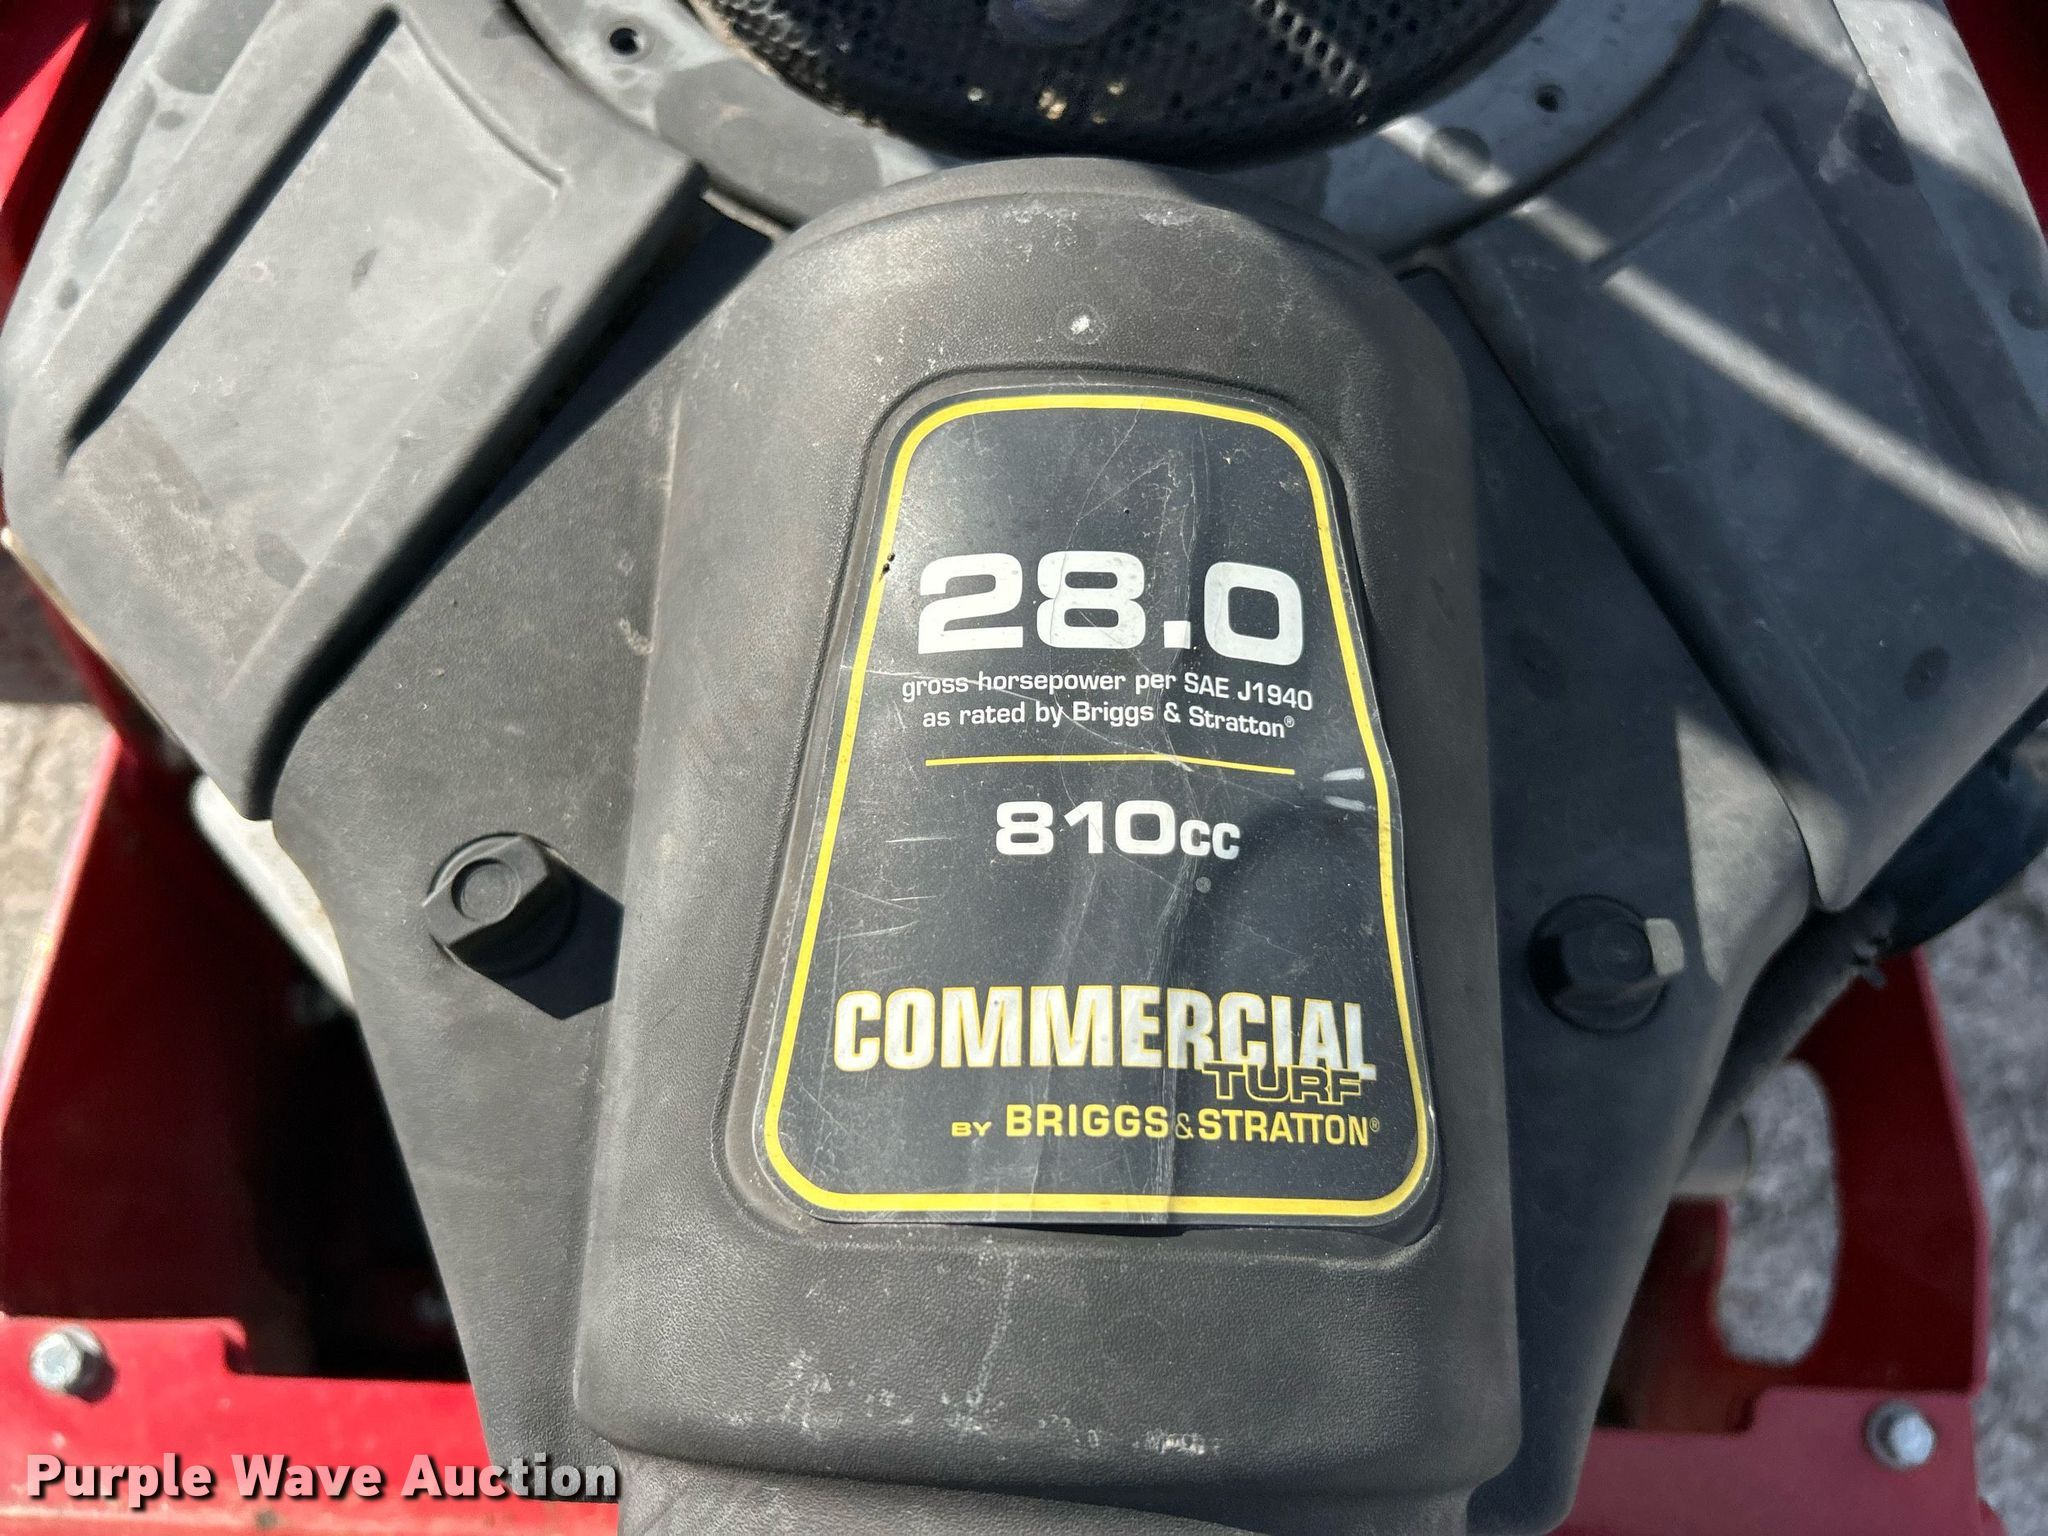 28.0
gross horsepower per SAE J1940
as rated by Briggs & Stratton®
810cc
COMMERCIAL
TURF
BY BRIGGS & STRATTON®
Purple Wave Auction